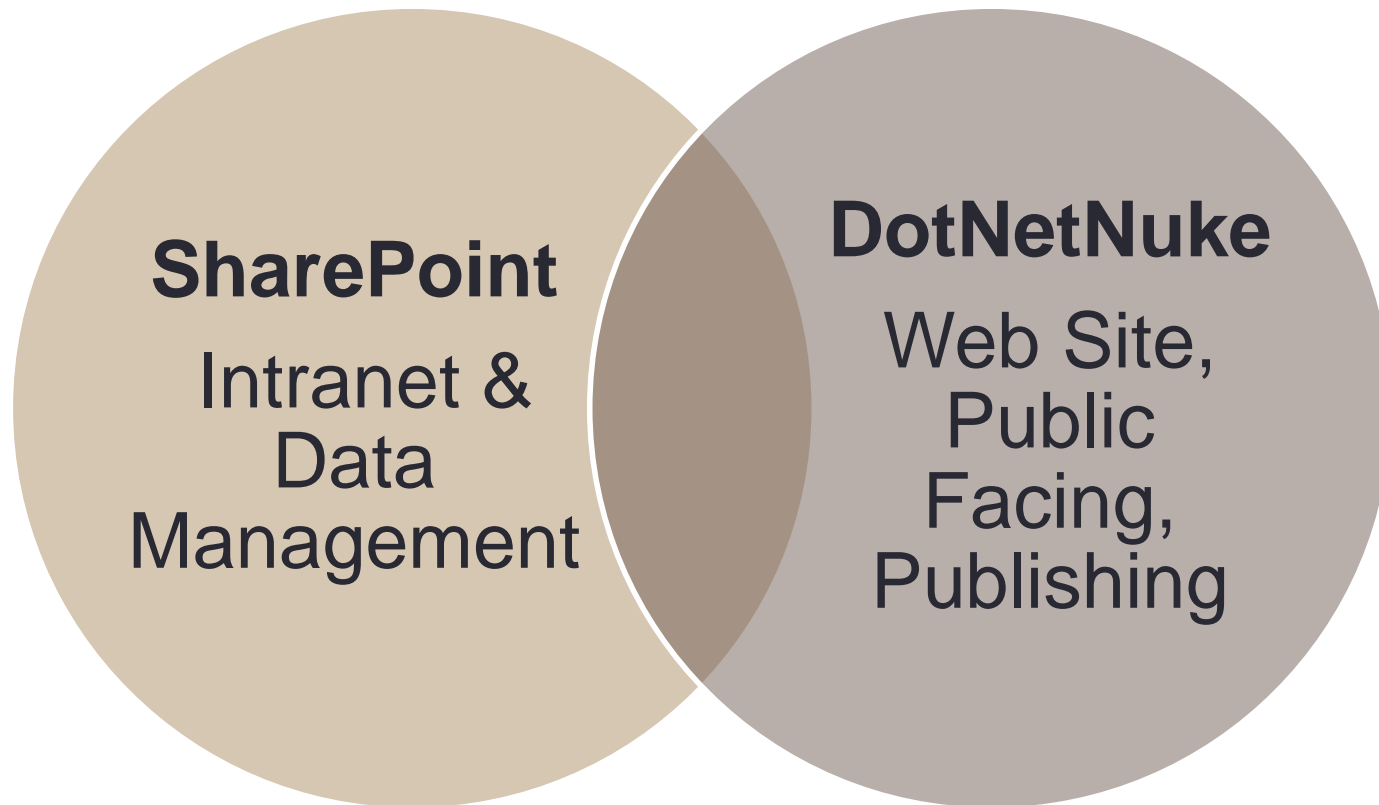 SharePoint
Intranet &
Data
Management
DotNetNuke
Web Site,
Public
Facing,
Publishing